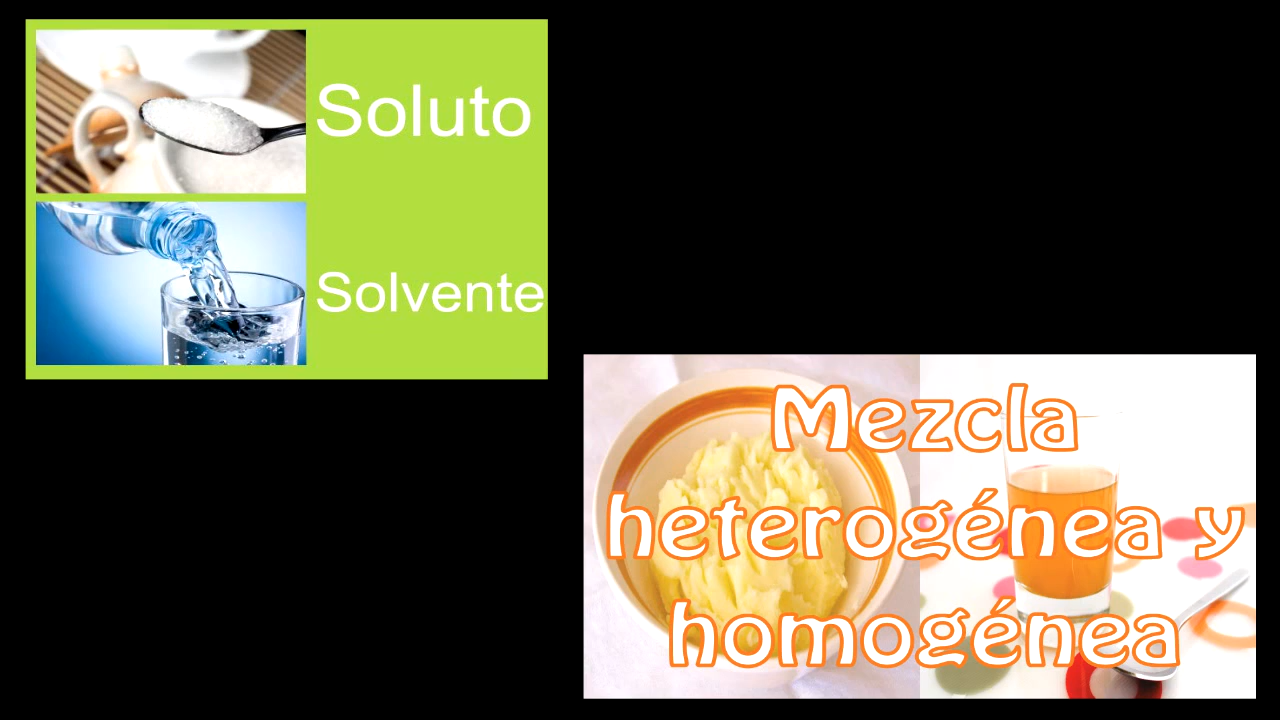 Soluto
Solvente
Mezcla
heterogénea y
homogénea